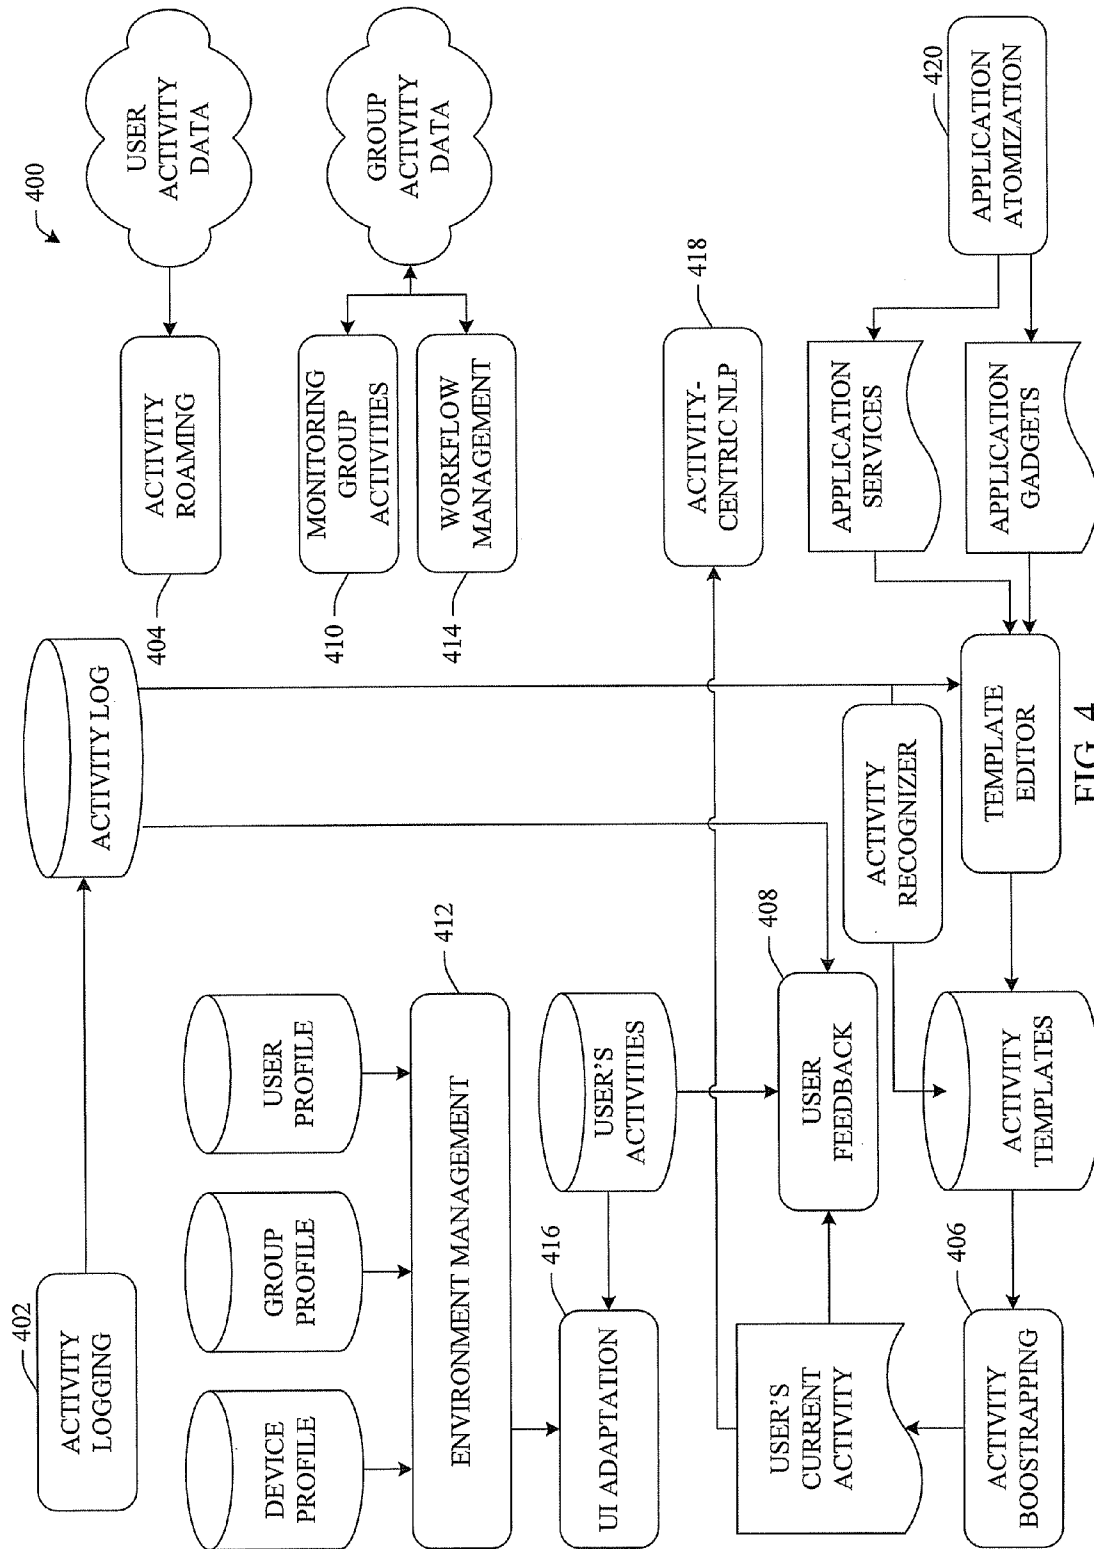 400
402
ACTIVITY
LOGGING
ACTIVITY LOG
404
ACTIVITY
ROAMING
USER
ACTIVITY
DATA
DEVICE
PROFILE
GROUP
PROFILE
USER
PROFILE
410
MONITORING
GROUP
ACTIVITIES
414
WORKFLOW
MANAGEMENT
GROUP
ACTIVITY
DATA
412
ENVIRONMENT MANAGEMENT
416
UI ADAPTATION
USER'S
ACTIVITIES
418
ACTIVITY-
CENTRIC NLP
USER'S
CURRENT
ACTIVITY
408
USER
FEEDBACK
ACTIVITY
RECOGNIZER
APPLICATION
SERVICES
420
APPLICATION
ATOMIZATION
406
ACTIVITY
BOOSTRAPPING
ACTIVITY
TEMPLATES
TEMPLATE
EDITOR
APPLICATION
GADGETS
FIG. 4